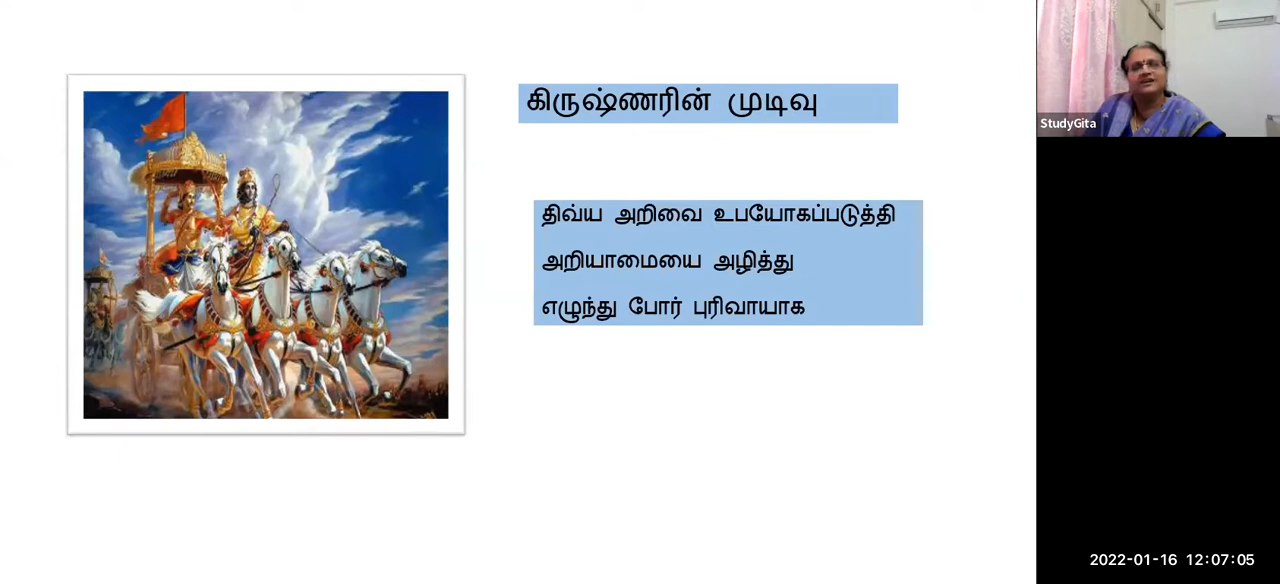 கிருஷ்ணரின் முடிவு
திவ்ய அறிவை உபயோகப்படுத்தி
அறியாமையை அழித்து
எழுந்து போர் புரிவாயாக
StudyGita
2022-01-16 12:07:05